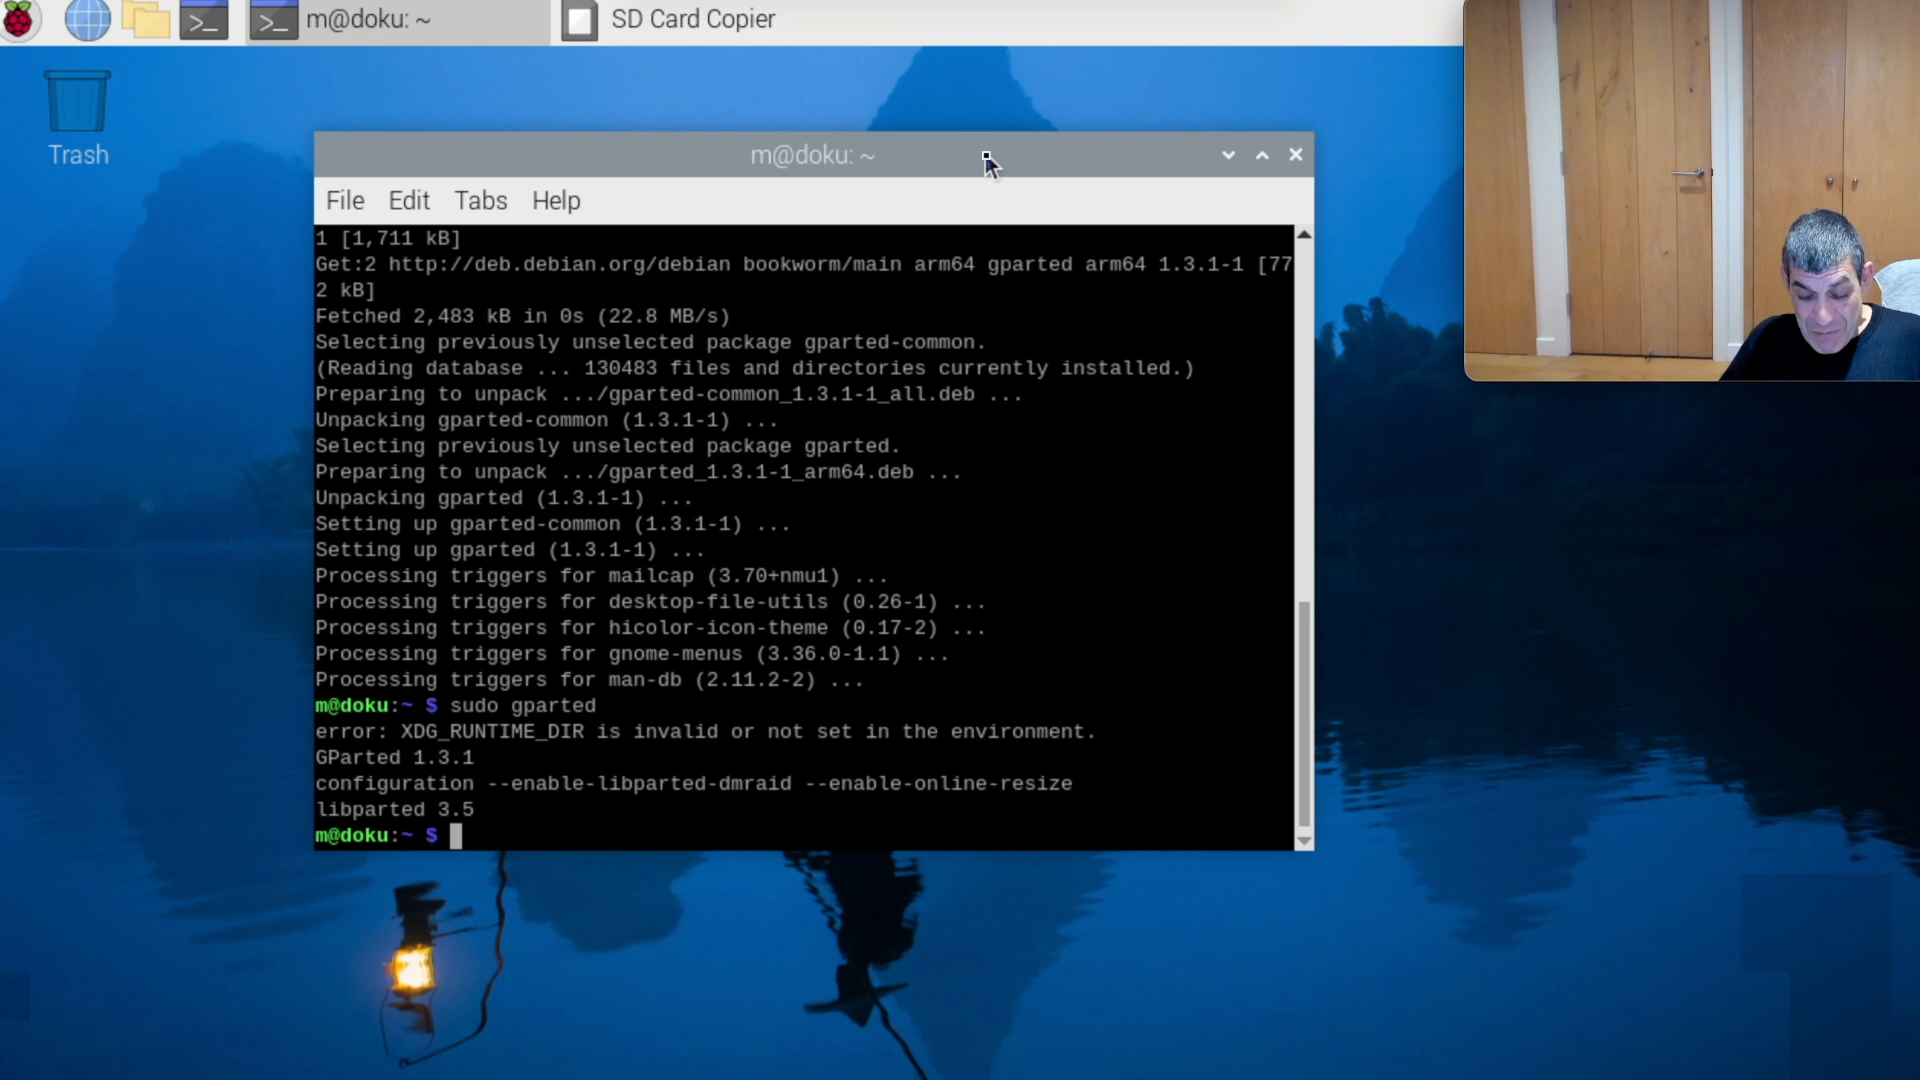 m@doku: ~
SD Card Copier
Trash
m@doku: ~
File Edit Tabs Help
1 [1,711 kB]
Get:2 http://deb.debian.org/debian bookworm/main arm64 gparted arm64 1.3.1-1 [77
2 kB]
Fetched 2,483 kB in 0s (22.8 MB/s)
Selecting previously unselected package gparted-common.
(Reading database ... 130483 files and directories currently installed.)
Preparing to unpack .../gparted-common_1.3.1-1_all.deb ...
Unpacking gparted-common (1.3.1-1) ...
Selecting previously unselected package gparted.
Preparing to unpack .../gparted_1.3.1-1_arm64.deb ...
Unpacking gparted (1.3.1-1) ...
Setting up gparted-common (1.3.1-1) ...
Setting up gparted (1.3.1-1) ...
Processing triggers for mailcap (3.70+nmu1) ...
Processing triggers for desktop-file-utils (0.26-1) ...
Processing triggers for hicolor-icon-theme (0.17-2) ...
Processing triggers for gnome-menus (3.36.0-1.1) ...
Processing triggers for man-db (2.11.2-2) ...
m@doku:~ $ sudo gparted
error: XDG_RUNTIME_DIR is invalid or not set in the environment.
GParted 1.3.1
configuration --enable-libparted-dmraid --enable-online-resize
libparted 3.5
m@doku:~ $